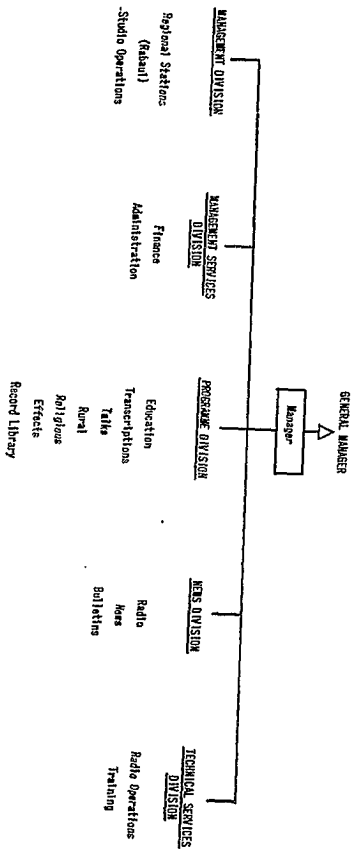 GENERAL MANAGER
Manager
MANAGEMENT DIVISION
Regional Stations
(Rabaul)
-Studio Operations
MANAGEMENT SERVICES
DIVISION
Finance
Administration
PROGRAMME DIVISION
Education
Transcriptions
Talks
Rural
Religious
Effects
Record Library
NEWS DIVISION
Radio
News
Bulletins
TECHNICAL SERVICES
DIVISION
Radio Operations
Training